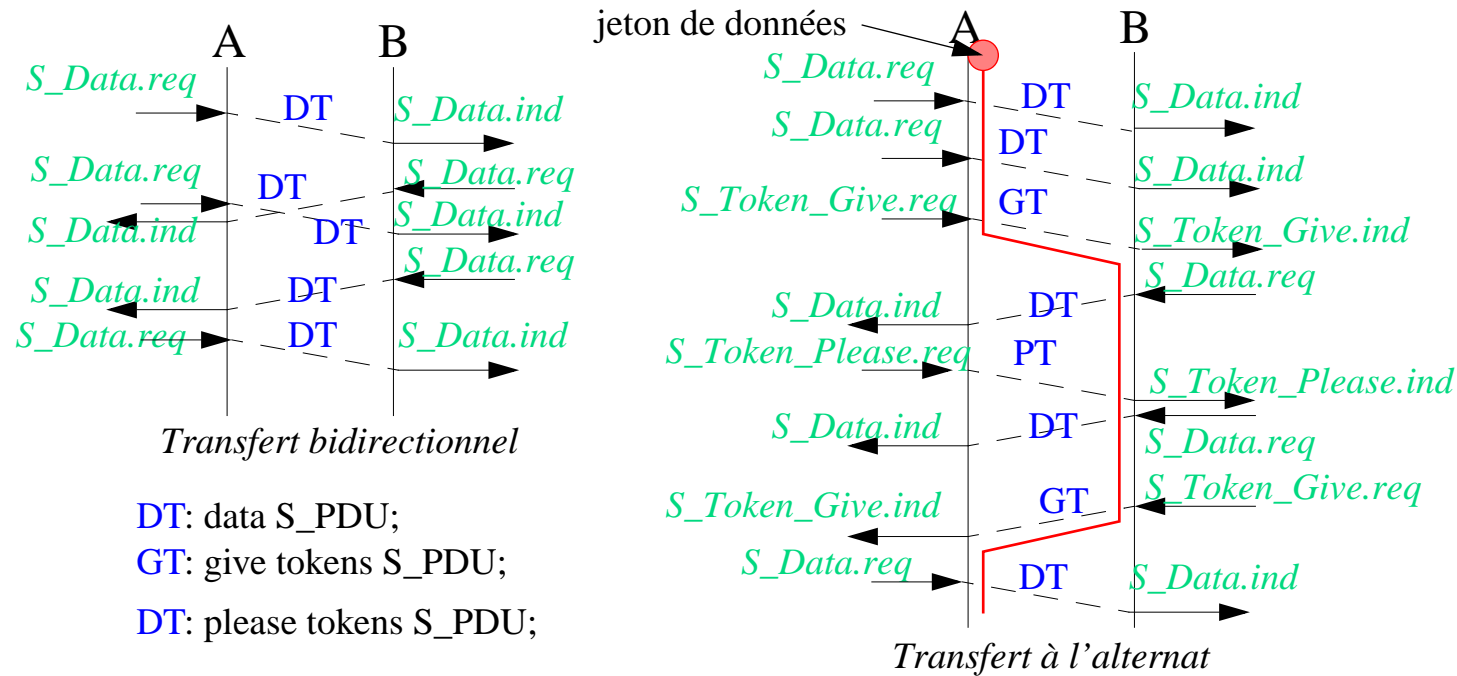 A
B
S_Data.req
DT
S_Data.ind
S_Data.req
DT
S_Data.req
S_Data.ind
DT
S_Data.ind
S_Data.req
S_Data.ind
DT
S_Data.req
DT
S_Data.ind
Transfert bidirectionnel
DT: data S_PDU;
GT: give tokens S_PDU;
DT: please tokens S_PDU;
jeton de données
A
B
S_Data.req
DT
S_Data.ind
S_Data.req
DT
S_Data.ind
S_Token_Give.req
GT
S_Token_Give.ind
S_Data.req
S_Data.ind
DT
S_Token_Please.req
PT
S_Token_Please.ind
S_Data.ind
DT
S_Data.req
S_Token_Give.req
S_Token_Give.ind
GT
S_Data.req
DT
S_Data.ind
Transfert à l’alternat